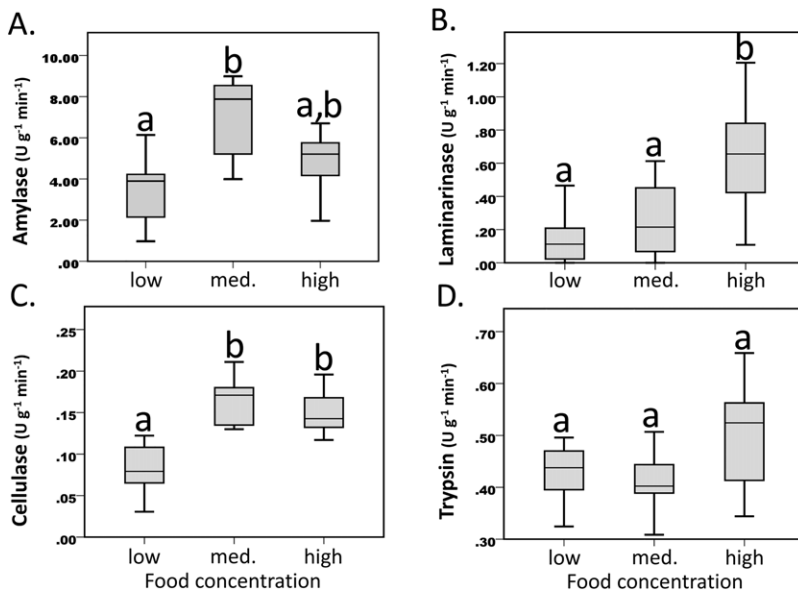 A.
Amylase (U g⁻¹ min⁻¹)
10.00
8.00
6.00
4.00
2.00
.00
a
b
a,b
low med. high
B.
Laminarinase (U g⁻¹ min⁻¹)
1.20
1.00
.80
.60
.40
.20
.00
a
a
b
low med. high
C.
Cellulase (U g⁻¹ min⁻¹)
.25
.20
.15
.10
.05
.00
a
b
b
low med. high
Food concentration
D.
Trypsin (U g⁻¹ min⁻¹)
.70
.60
.50
.40
.30
a
a
a
low med. high
Food concentration